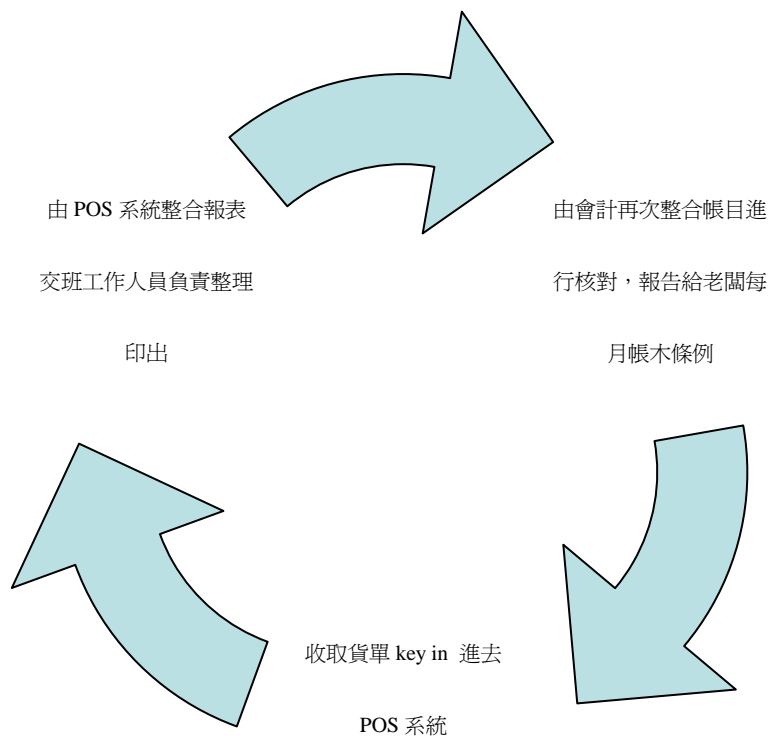 由 POS 系統整合報表
交班工作人員負責整理
印出
由會計再次整合帳目進
行核對，報告給老闆每
月帳木條例
收取貨單 key in 進去
POS 系統